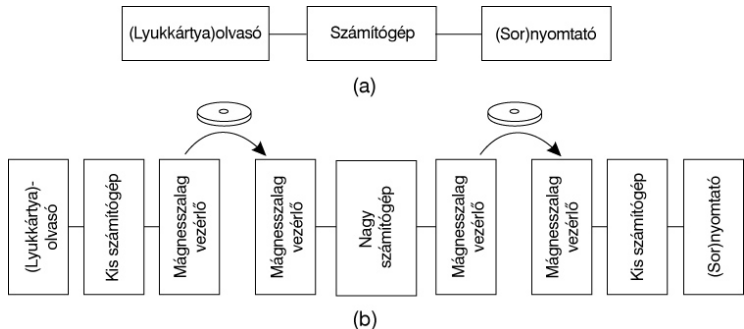 (Lyukkártya)olvasó
Számítógép
(Sor)nyomtató
(a)
(Lyukkártya)-
olvasó
Kis számítógép
Mágnesszalag
vezérlő
Mágnesszalag
vezérlő
Nagy
számítógép
Mágnesszalag
vezérlő
Mágnesszalag
vezérlő
Kis számítógép
(Sor)nyomtató
(b)